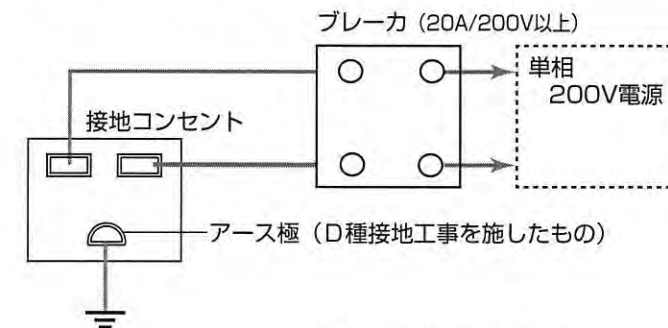 ブレーカ（20A/200V以上）
単相
200V電源
接地コンセント
アース極（D種接地工事を施したもの）